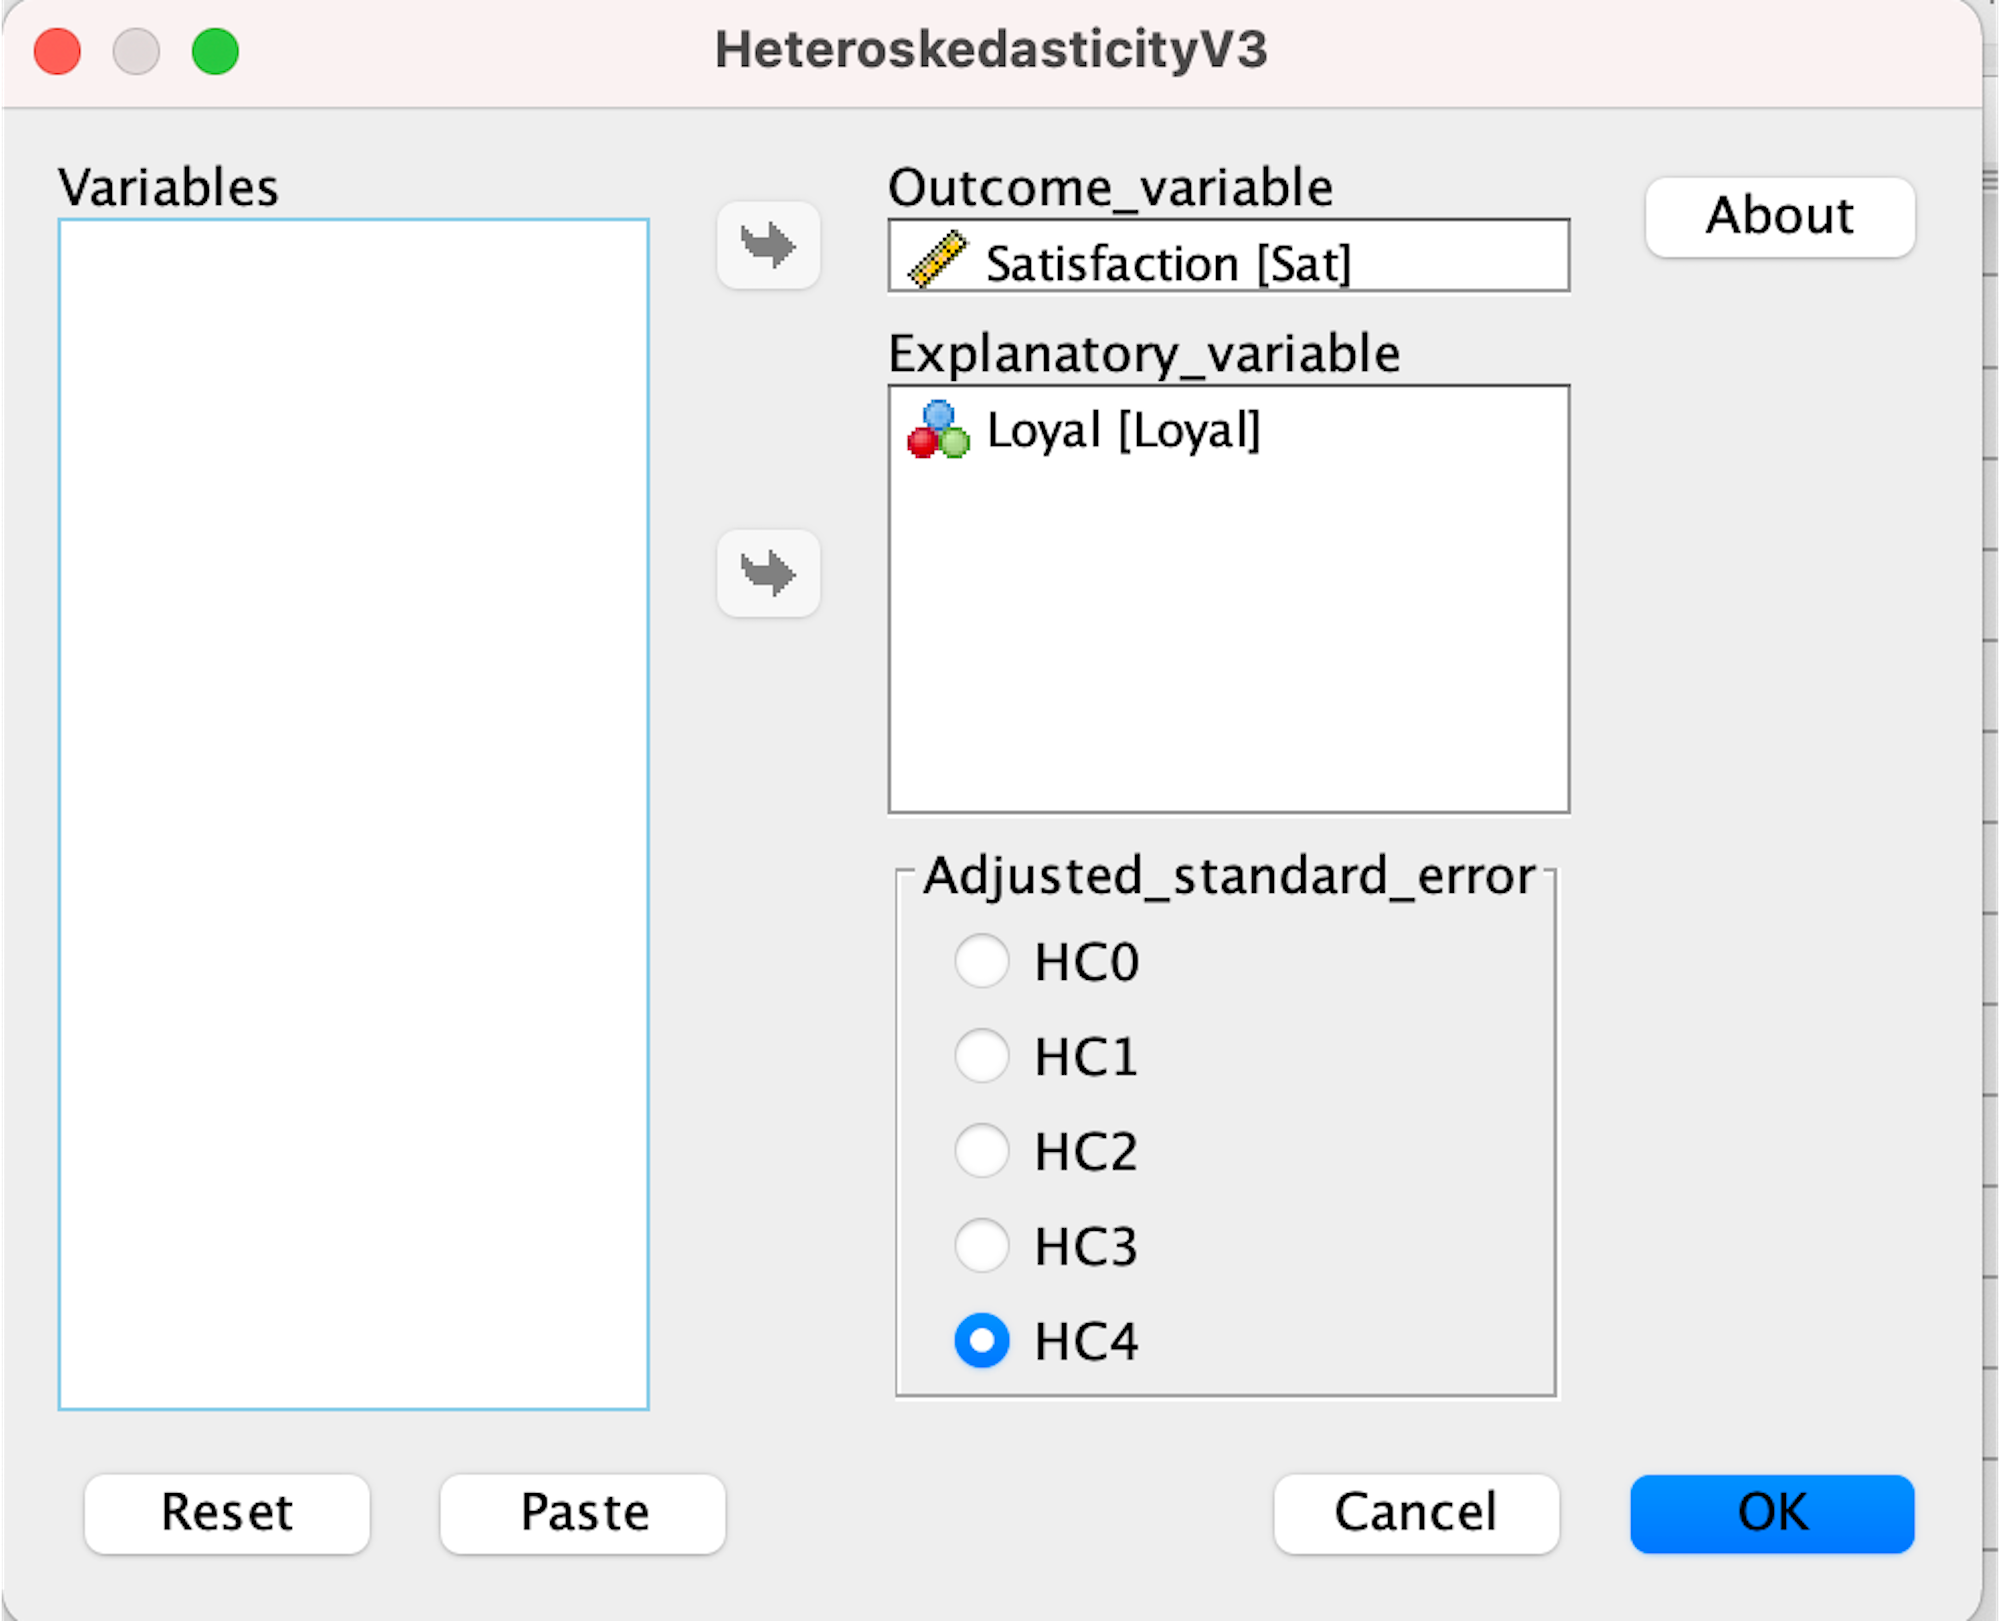 HeteroskedasticityV3
Variables
Outcome_variable
Satisfaction [Sat]
About
Explanatory_variable
Loyal [Loyal]
Adjusted_standard_error
HC0
HC1
HC2
HC3
HC4
Reset
Paste
Cancel
OK